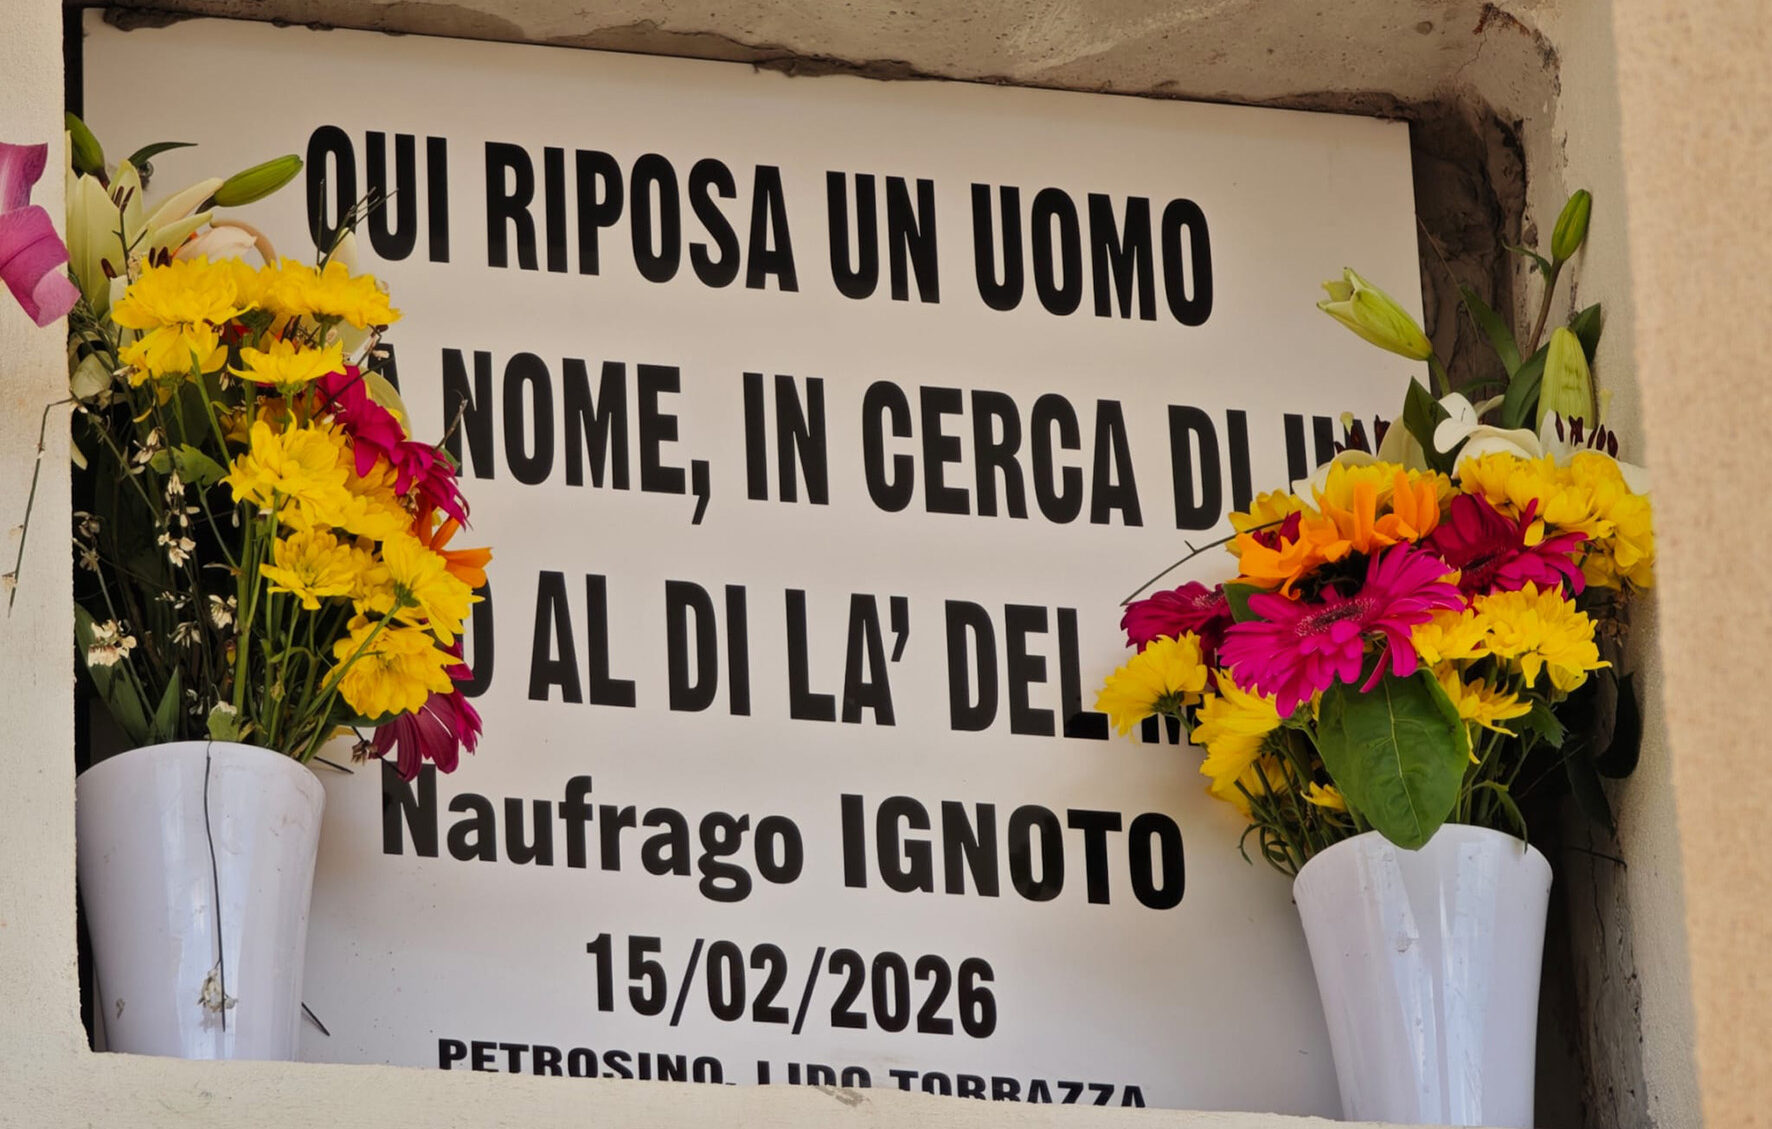 QUI RIPOSA UN UOMO
NOME, IN CERCA DI
AL DI LA' DEL
Naufrago IGNOTO
15/02/2026
PETROSINO, LIDO TORRAZZA